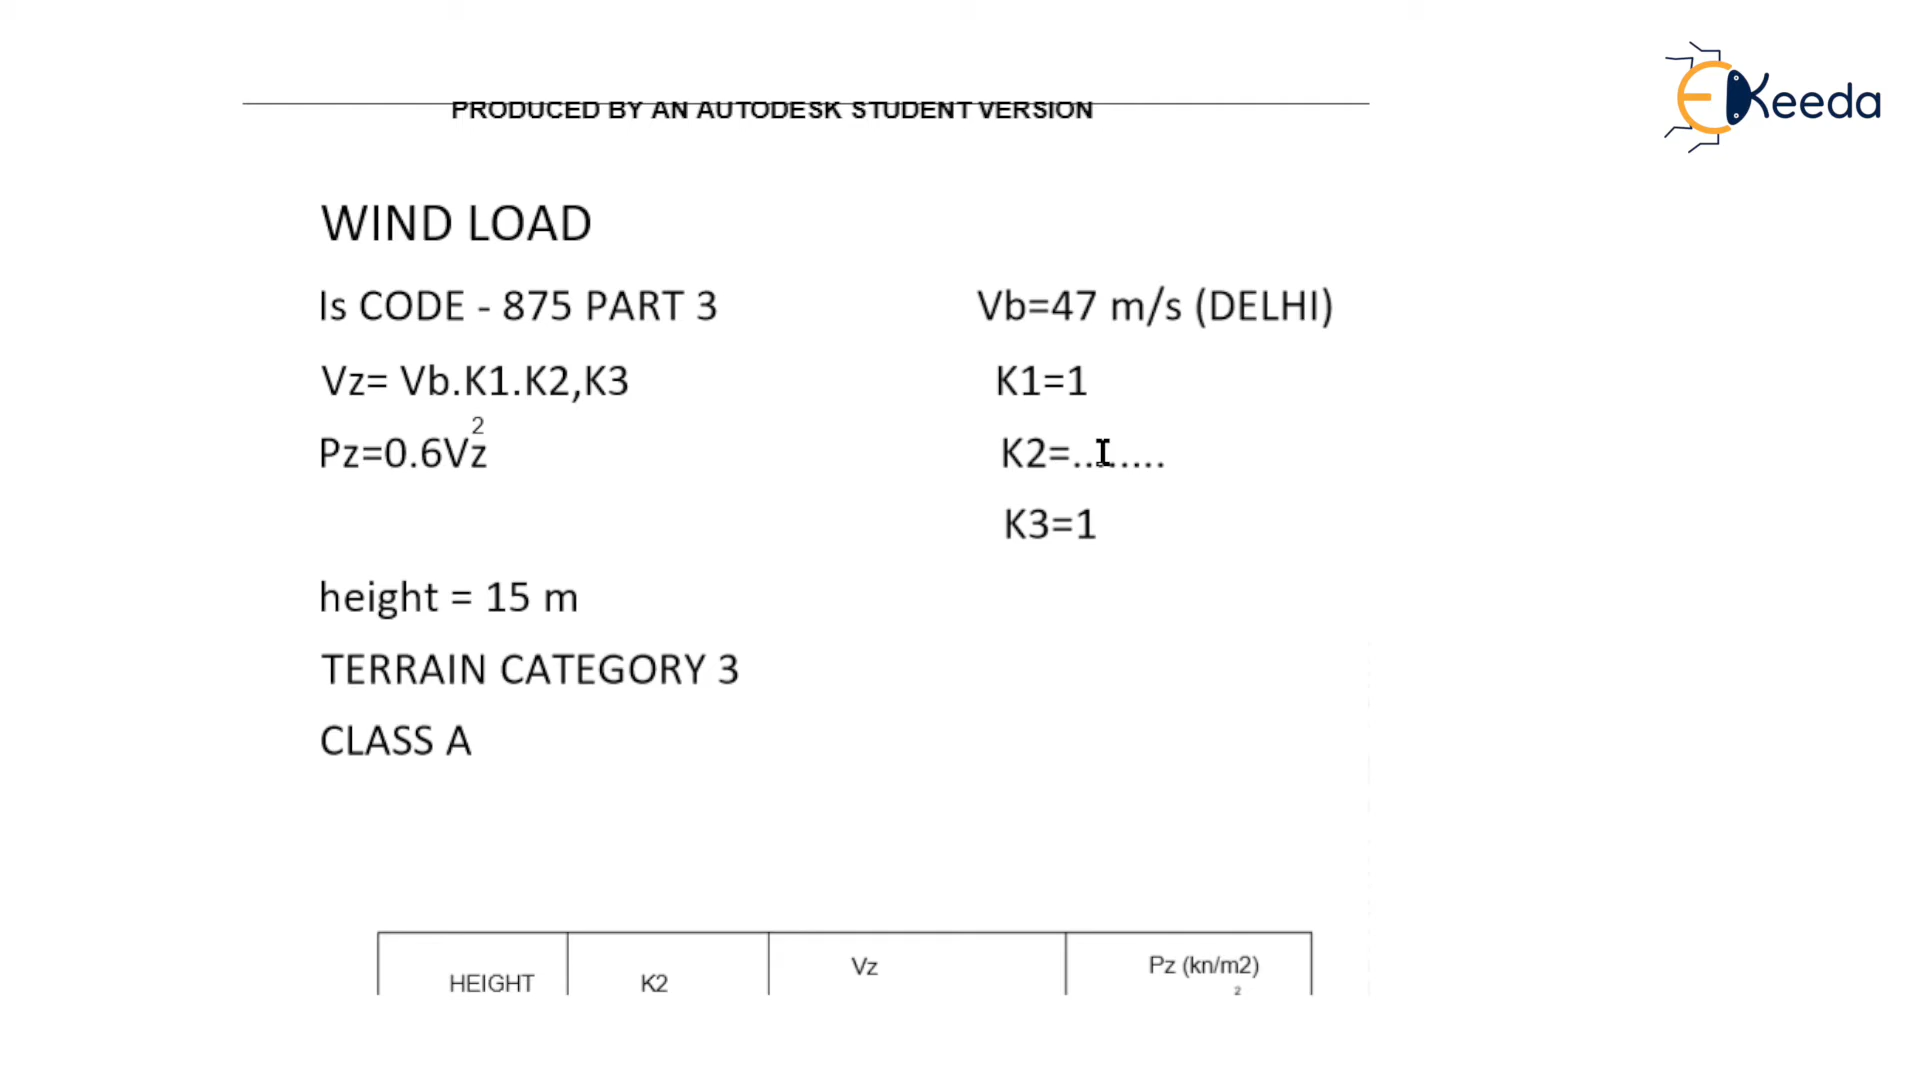 EKeeda
PRODUCED BY AN AUTODESK STUDENT VERSION
WIND LOAD
Is CODE - 875 PART 3
Vb=47 m/s (DELHI)
Vz= Vb.K1.K2,K3
K1=1
Pz=0.6Vz²
K2=........
K3=1
height = 15 m
TERRAIN CATEGORY 3
CLASS A
HEIGHT K2 Vz Pz (kn/m2)
2